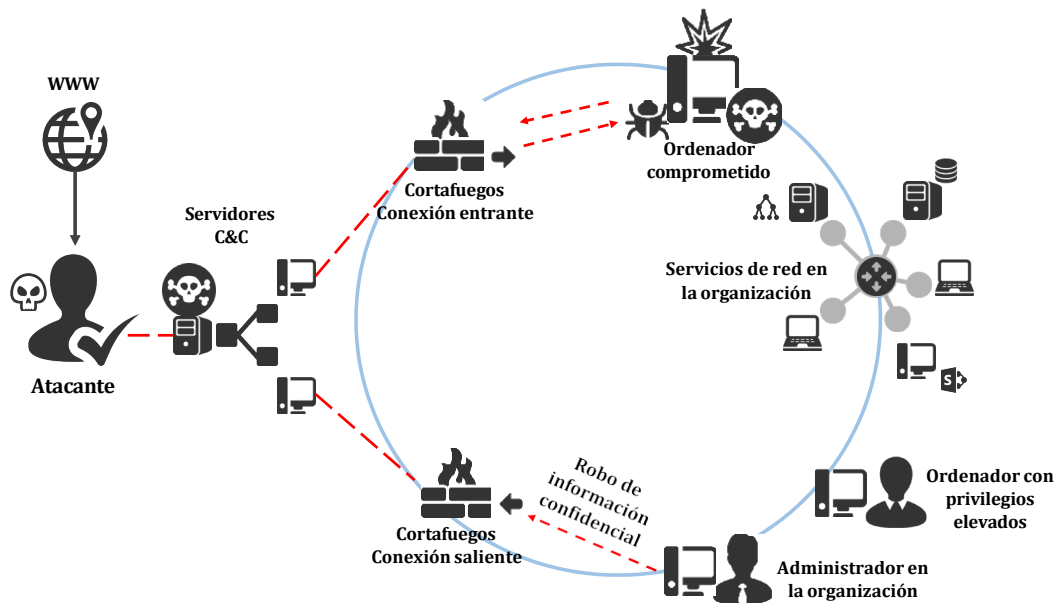 WWW
Servidores
C&C
Atacante
Cortafuegos
Conexión entrante
Ordenador
comprometido
Servicios de red en
la organización
S
Ordenador con
privilegios
elevados
Administrador en
la organización
Robo de
información
confidencial
Cortafuegos
Conexión saliente